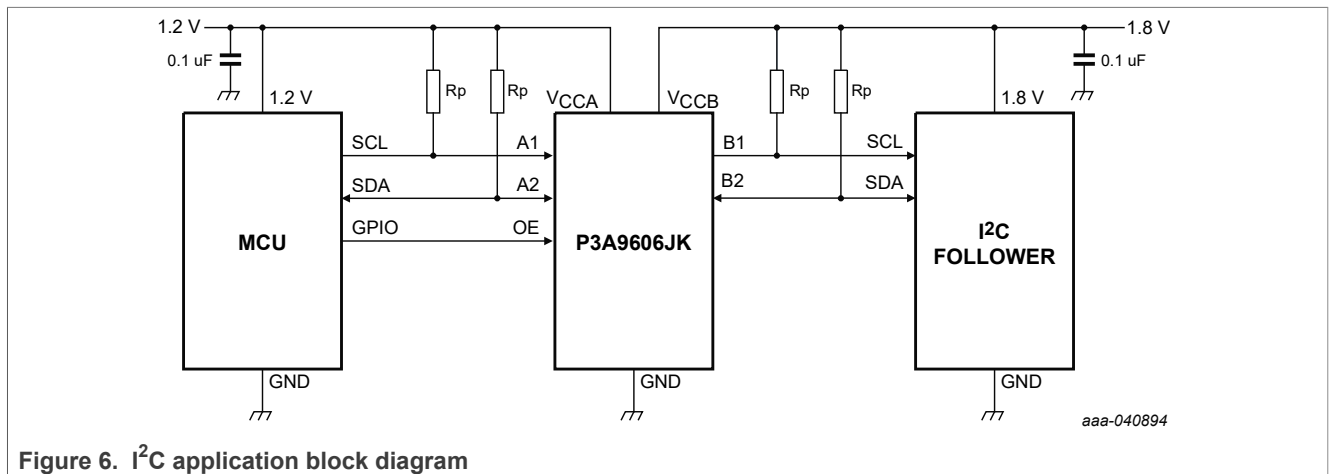 1.2 V
1.8 V
0.1 uF
Rp
Rp
Rp
Rp
0.1 uF
1.2 V
VCCA
VCCB
1.8 V
SCL
A1
B1
SCL
SDA
A2
B2
SDA
GPIO
OE
MCU
P3A9606JK
I2C
FOLLOWER
GND
GND
GND
aaa-040894
Figure 6. I2C application block diagram